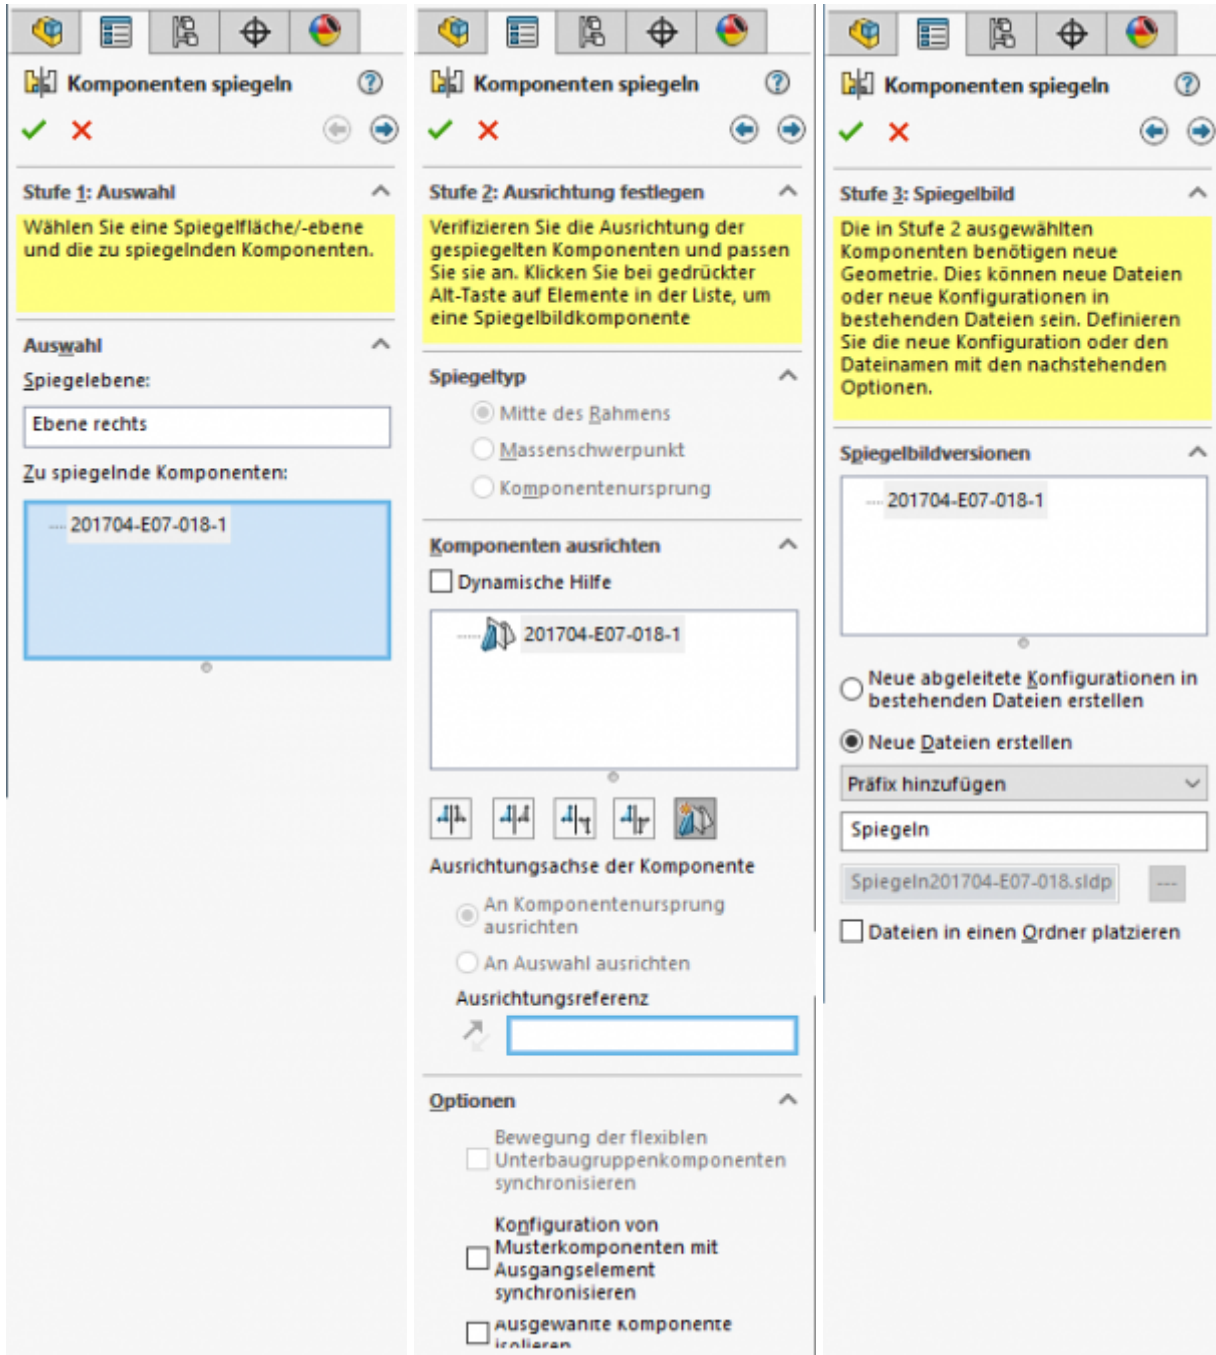 Komponenten spiegeln
Stufe 1: Auswahl
Wählen Sie eine Spiegelfläche/-ebene
und die zu spiegelnden Komponenten.
Auswahl
Spiegelebene:
Ebene rechts
Zu spiegelnde Komponenten:
201704-E07-018-1
Komponenten spiegeln
Stufe 2: Ausrichtung festlegen
Verifizieren Sie die Ausrichtung der
gespiegelten Komponenten und passen
Sie sie an. Klicken Sie bei gedrückter
Alt-Taste auf Elemente in der Liste, um
eine Spiegelbildkomponente
Spiegeltyp
Mitte des Rahmens
Massenschwerpunkt
Komponentenursprung
Komponenten ausrichten
Dynamische Hilfe
201704-E07-018-1
Ausrichtungsachse der Komponente
An Komponentenursprung
ausrichten
An Auswahl ausrichten
Ausrichtungsreferenz
Optionen
Bewegung der flexiblen
Unterbaugruppenkomponenten
synchronisieren
Konfiguration von
Musterkomponenten mit
Ausgangselement
synchronisieren
Ausgewählte Komponente
isolieren
Komponenten spiegeln
Stufe 3: Spiegelbild
Die in Stufe 2 ausgewählten
Komponenten benötigen neue
Geometrie. Dies können neue Dateien
oder neue Konfigurationen in
bestehenden Dateien sein. Definieren
Sie die neue Konfiguration oder den
Dateinamen mit den nachstehenden
Optionen.
Spiegelbildversionen
201704-E07-018-1
Neue abgeleitete Konfigurationen in
bestehenden Dateien erstellen
Neue Dateien erstellen
Präfix hinzufügen
Spiegeln
Spiegeln201704-E07-018.sldp
Dateien in einen Ordner platzieren